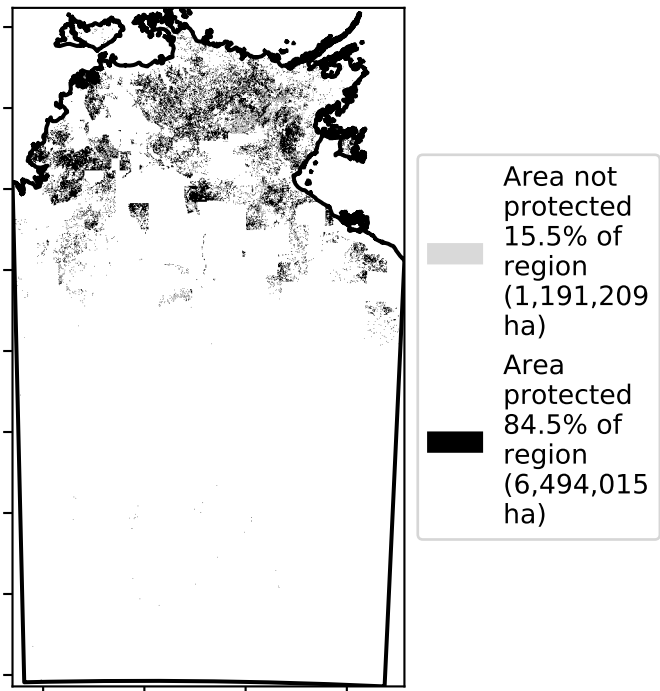 Area not
protected
15.5% of
region
(1,191,209
ha)
Area
protected
84.5% of
region
(6,494,015
ha)